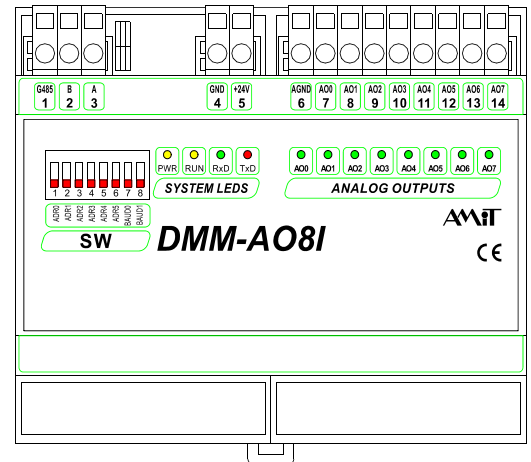 G485 B A GND +24V AGND AO0 AO1 AO2 AO3 AO4 AO5 AO6 AO7
1 2 3 4 5 6 7 8 9 10 11 12 13 14
PWR RUN RxD TxD AO0 AO1 AO2 AO3 AO4 AO5 AO6 AO7
1 2 3 4 5 6 7 8
SYSTEM LEDS ANALOG OUTPUTS
ADR0 ADR1 ADR2 ADR3 ADR4 ADR5 BAUD0 BAUD1
SW
DMM-AO8I
AMiT
CE